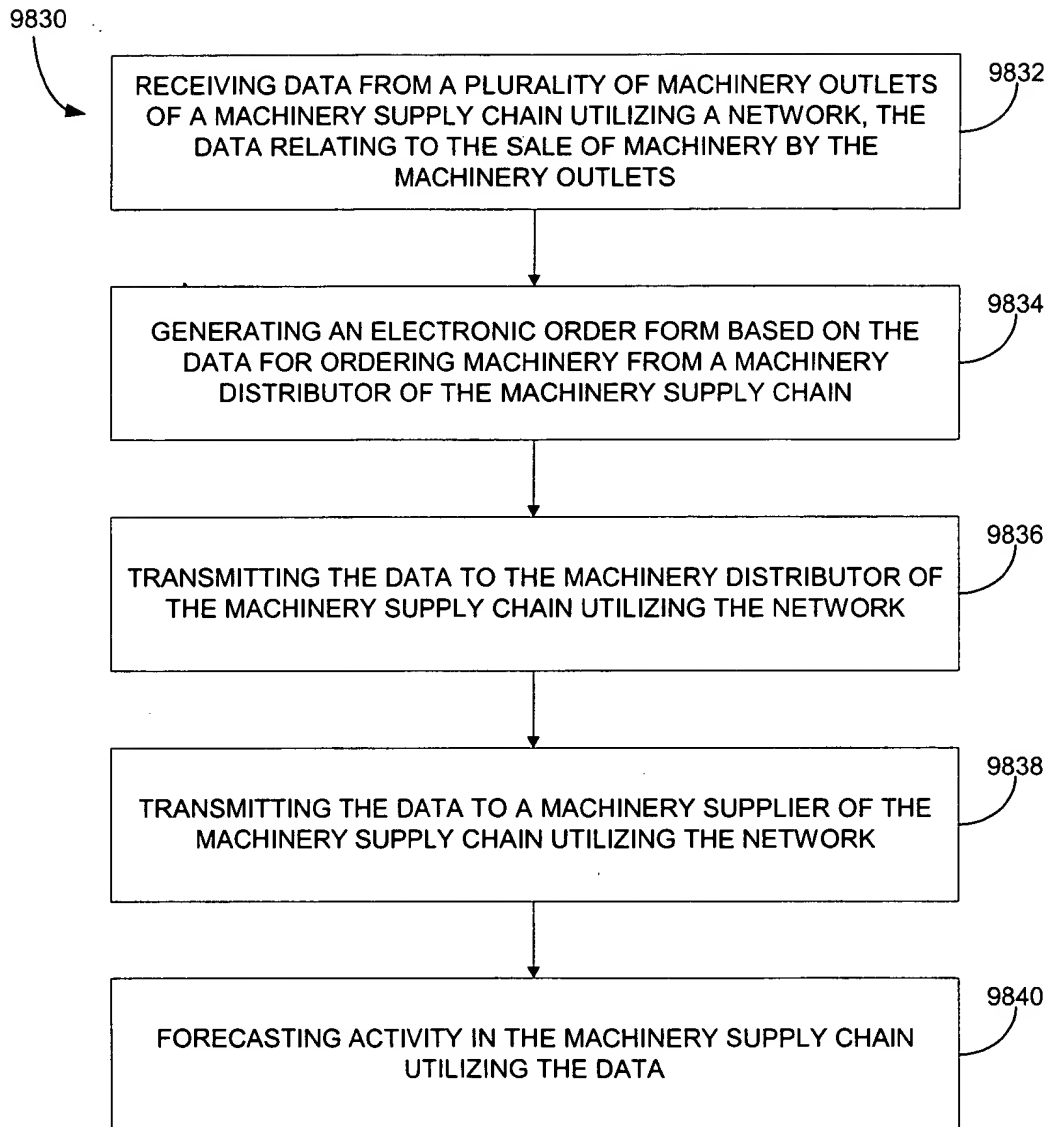 9830
RECEIVING DATA FROM A PLURALITY OF MACHINERY OUTLETS
OF A MACHINERY SUPPLY CHAIN UTILIZING A NETWORK, THE
DATA RELATING TO THE SALE OF MACHINERY BY THE
MACHINERY OUTLETS
9832
GENERATING AN ELECTRONIC ORDER FORM BASED ON THE
DATA FOR ORDERING MACHINERY FROM A MACHINERY
DISTRIBUTOR OF THE MACHINERY SUPPLY CHAIN
9834
TRANSMITTING THE DATA TO THE MACHINERY DISTRIBUTOR OF
THE MACHINERY SUPPLY CHAIN UTILIZING THE NETWORK
9836
TRANSMITTING THE DATA TO A MACHINERY SUPPLIER OF THE
MACHINERY SUPPLY CHAIN UTILIZING THE NETWORK
9838
FORECASTING ACTIVITY IN THE MACHINERY SUPPLY CHAIN
UTILIZING THE DATA
9840